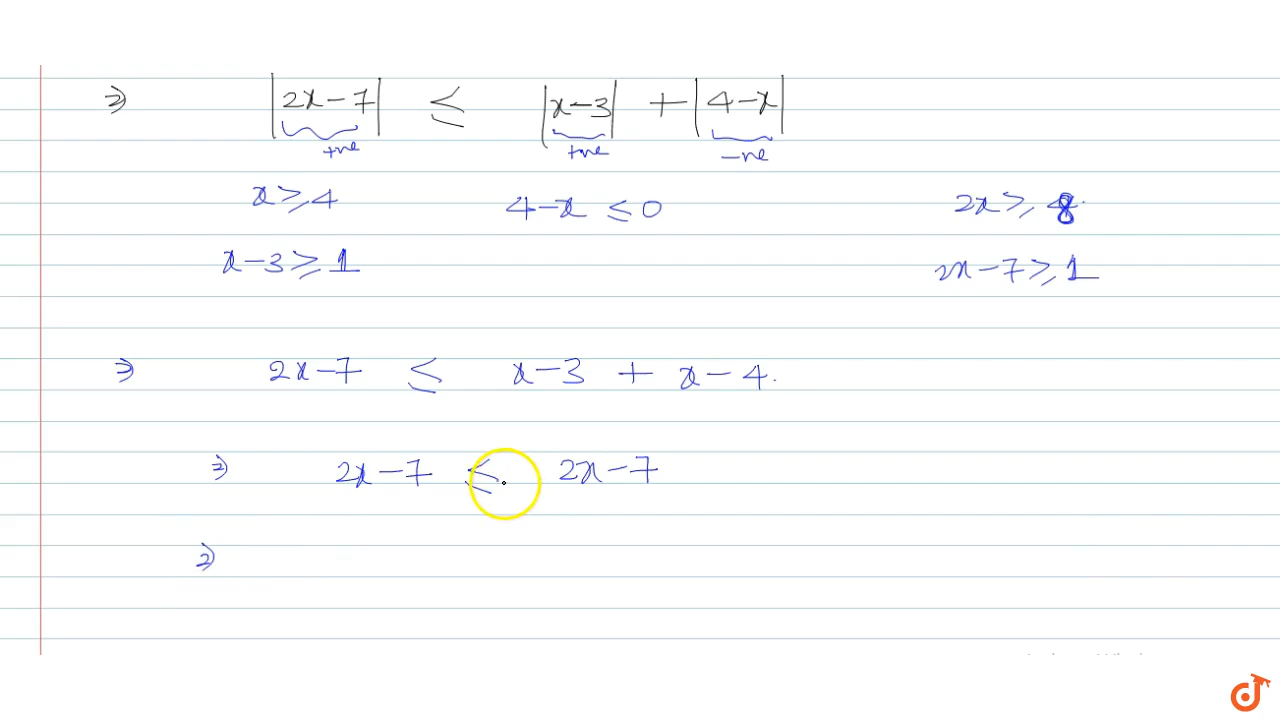 ⇒ |2x-7| ≤ |x-3| + |4-x|
+ve +ve -ve
x ≥ 4 4-x ≤ 0 2x ≥ 8
x-3 ≥ 1 2x-7 ≥ 1
⇒ 2x-7 ≤ x-3 + x-4.
⇒ 2x-7 ≤ 2x-7
⇒